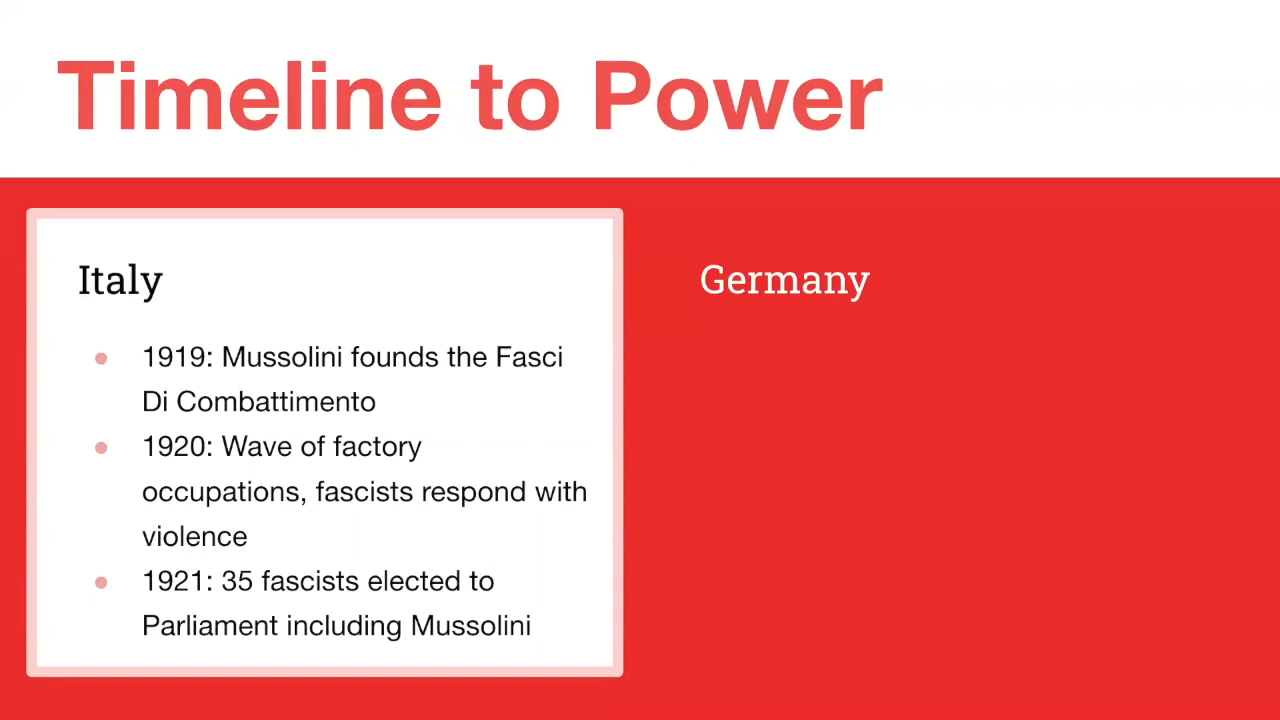 Timeline to Power
Italy
1919: Mussolini founds the Fasci
Di Combattimento
1920: Wave of factory
occupations, fascists respond with
violence
1921: 35 fascists elected to
Parliament including Mussolini
Germany